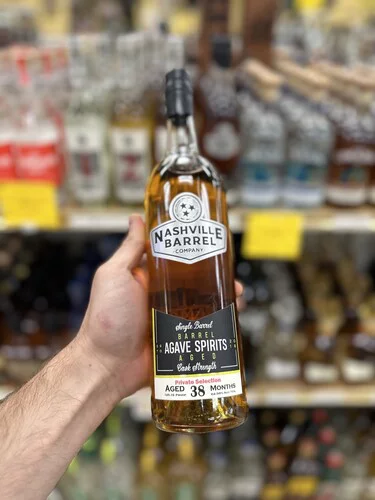 NASHVILLE
BARREL
COMPANY
Single Barrel
BARREL
AGAVE SPIRITS
AGED
Cask Strength
Private Selection
AGED 38 MONTHS